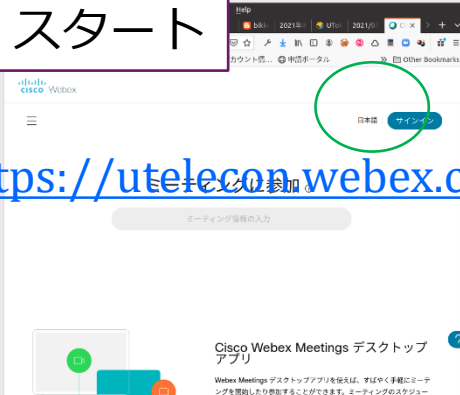 スタート
Help
2021年
UTel
2021/0
カウント情...
申請ポータル
Other Bookmarks
CISCO Webex
日本語
サインイン
tps://utelecon.webex.c
ミーティングに参加
ミーティング情報の入力
Cisco Webex Meetings デスクトップ
アプリ
Webex Meetings デスクトップアプリを使えば、すばやく手軽にミーテ
ングを開始したり参加することができます。ミーティングのスケジュー